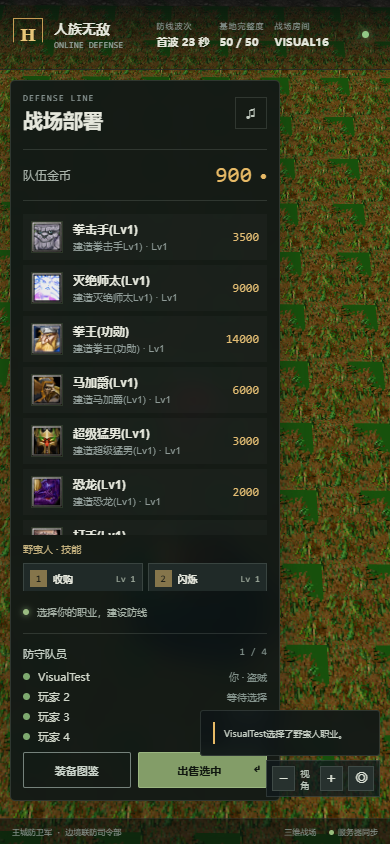 H
人族无敌
ONLINE DEFENSE
防线波次
首波 23 秒
基地完整度
50 / 50
战场房间
VISUAL16
DEFENSE LINE
战场部署
队伍金币
900
拳击手(Lv1)
建造拳击手(Lv1) · Lv1
3500
灭绝师太(Lv1)
建造灭绝师太(Lv1) · Lv1
9000
拳王(功勋)
建造拳王(功勋) · Lv1
14000
马加爵(Lv1)
建造马加爵(Lv1) · Lv1
6000
超级猛男(Lv1)
建造超级猛男(Lv1) · Lv1
3000
恐龙(Lv1)
建造恐龙(Lv1) · Lv1
2000
野蛮人 · 技能
1 收购 Lv 1
2 闪炼 Lv 1
选择你的职业，建设防线
防守队员
1 / 4
VisualTest
你 · 盗贼
玩家 2
等待选择
玩家 3
玩家 4
VisualTest选择了野蛮人职业。
装备图鉴
出售选中
视角
王城防卫军 · 边境联防司令部
三维战场
服务器同步